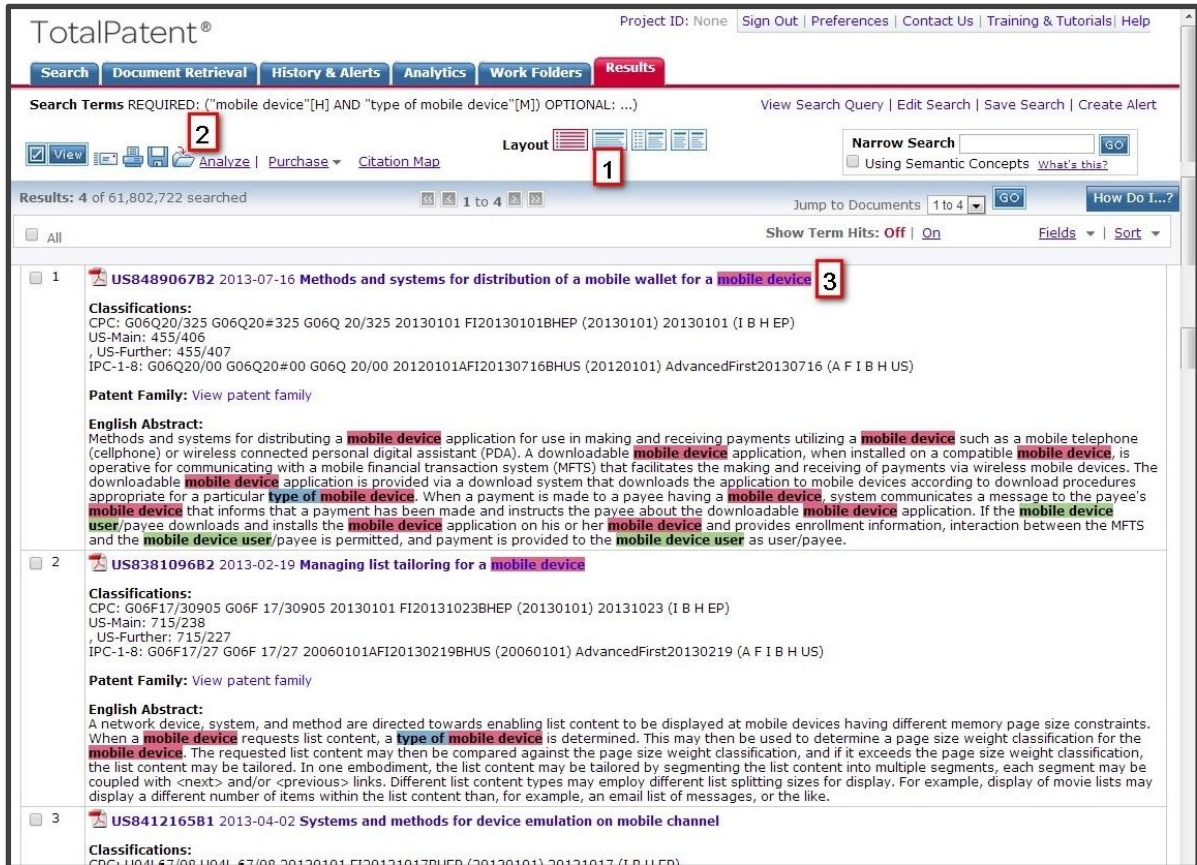 TotalPatent®
Project ID: None Sign Out | Preferences | Contact Us | Training & Tutorials| Help
Search Document Retrieval History & Alerts Analytics Work Folders Results
Search Terms REQUIRED: ("mobile device"[H] AND "type of mobile device"[M]) OPTIONAL: ...)
View Search Query | Edit Search | Save Search | Create Alert
2
View Analyze | Purchase Citation Map
Layout
1
Narrow Search GO
Using Semantic Concepts What's this?
Results: 4 of 61,802,722 searched
1 to 4
Jump to Documents 1 to 4 GO
How Do I...?
All
Show Term Hits: Off | On
Fields | Sort
1 US8489067B2 2013-07-16 Methods and systems for distribution of a mobile wallet for a mobile device 3
Classifications:
CPC: G06Q20/325 G06Q20#325 G06Q 20/325 20130101 FI20130101BHEP (20130101) 20130101 (I B H EP)
US-Main: 455/406
, US-Further: 455/407
IPC-1-8: G06Q20/00 G06Q20#00 G06Q 20/00 20120101AFI20130716BHUS (20120101) AdvancedFirst20130716 (A F I B H US)
Patent Family: View patent family
English Abstract:
Methods and systems for distributing a mobile device application for use in making and receiving payments utilizing a mobile device such as a mobile telephone
(cellphone) or wireless connected personal digital assistant (PDA). A downloadable mobile device application, when installed on a compatible mobile device, is
operative for communicating with a mobile financial transaction system (MFTS) that facilitates the making and receiving of payments via wireless mobile devices. The
downloadable mobile device application is provided via a download system that downloads the application to mobile devices according to download procedures
appropriate for a particular type of mobile device. When a payment is made to a payee having a mobile device, system communicates a message to the payee's
mobile device that informs that a payment has been made and instructs the payee about the downloadable mobile device application. If the mobile device
user/payee downloads and installs the mobile device application on his or her mobile device and provides enrollment information, interaction between the MFTS
and the mobile device user/payee is permitted, and payment is provided to the mobile device user as user/payee.
2 US8381096B2 2013-02-19 Managing list tailoring for a mobile device
Classifications:
CPC: G06F17/30905 G06F 17/30905 20130101 FI20131023BHEP (20130101) 20131023 (I B H EP)
US-Main: 715/238
, US-Further: 715/227
IPC-1-8: G06F17/27 G06F 17/27 20060101AFI20130219BHUS (20060101) AdvancedFirst20130219 (A F I B H US)
Patent Family: View patent family
English Abstract:
A network device, system, and method are directed towards enabling list content to be displayed at mobile devices having different memory page size constraints.
When a mobile device requests list content, a type of mobile device is determined. This may then be used to determine a page size weight classification for the
mobile device. The requested list content may then be compared against the page size weight classification, and if it exceeds the page size weight classification,
the list content may be tailored. In one embodiment, the list content may be tailored by segmenting the list content into multiple segments, each segment may be
coupled with <next> and/or <previous> links. Different list content types may employ different list splitting sizes for display. For example, display of movie lists may
display a different number of items within the list content than, for example, an email list of messages, or the like.
3 US8412165B1 2013-04-02 Systems and methods for device emulation on mobile channel
Classifications: